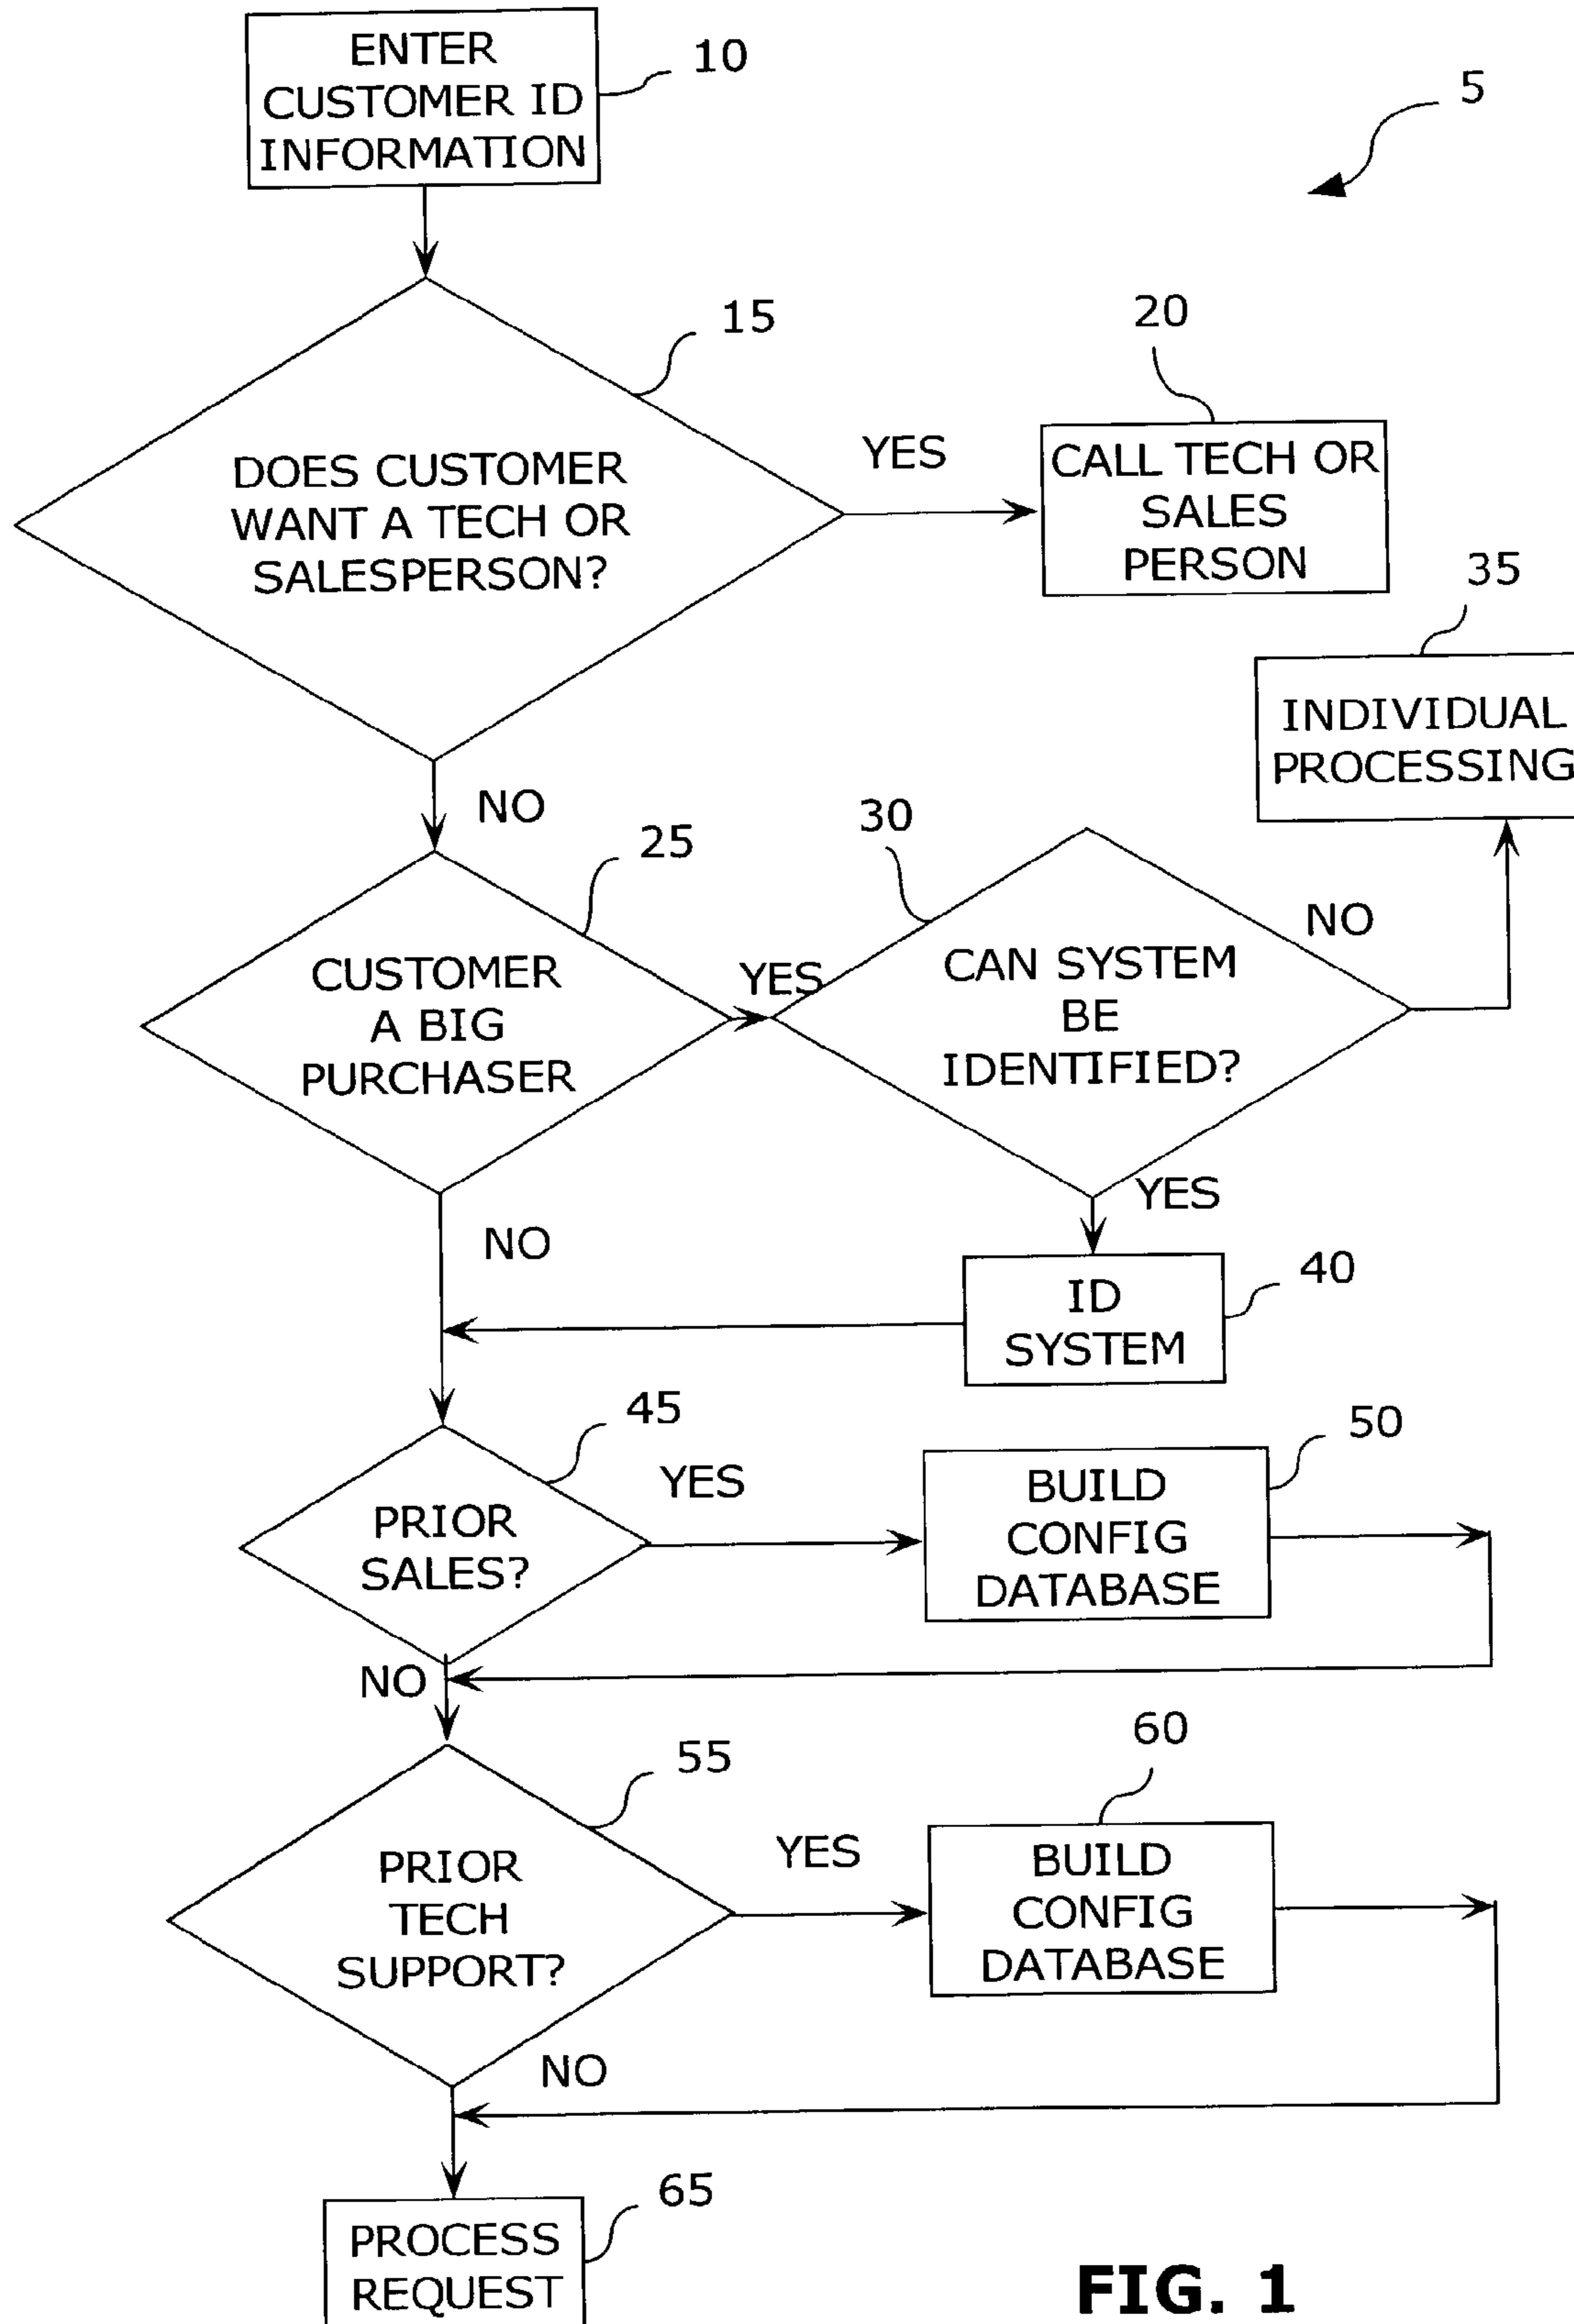 ENTER
CUSTOMER ID
INFORMATION
10
5
15
DOES CUSTOMER
WANT A TECH OR
SALESPERSON?
YES
20
CALL TECH OR
SALES
PERSON
35
INDIVIDUAL
PROCESSING
NO
25
CUSTOMER
A BIG
PURCHASER
YES
30
CAN SYSTEM
BE
IDENTIFIED?
NO
YES
NO
ID
SYSTEM
40
45
PRIOR
SALES?
YES
BUILD
CONFIG
DATABASE
50
NO
55
PRIOR
TECH
SUPPORT?
YES
60
BUILD
CONFIG
DATABASE
NO
PROCESS
REQUEST
65
FIG. 1